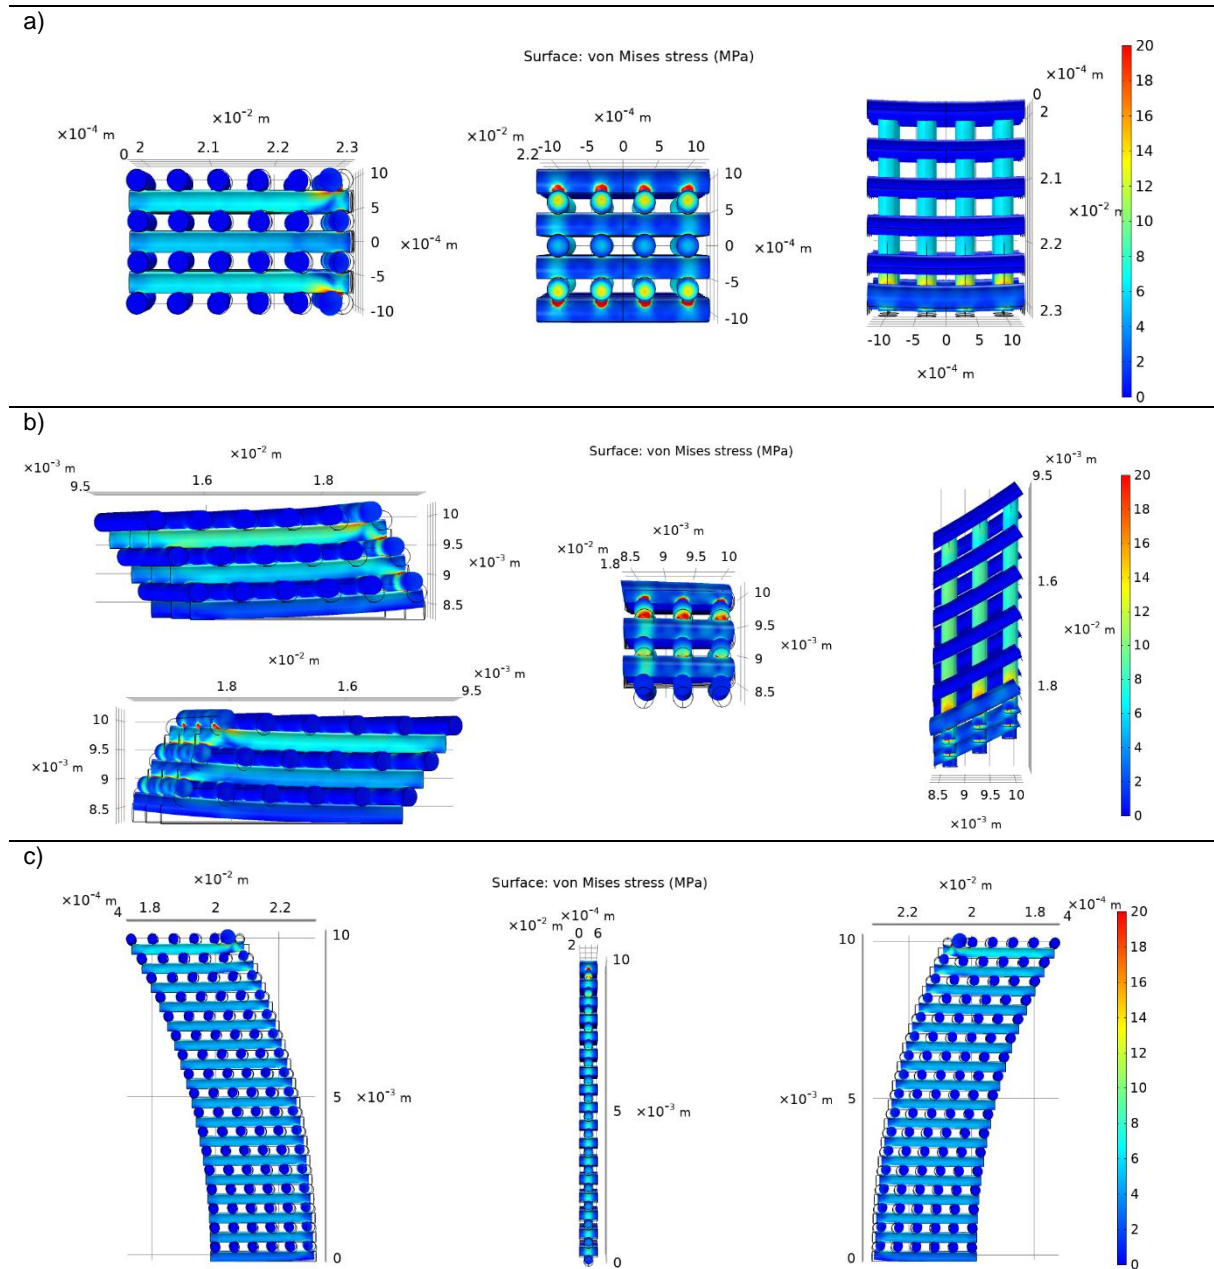 a)
Surface: von Mises stress (MPa)
×10⁻² m
×10⁻⁴ m
0
2 2.1 2.2 2.3
10
5
0
-5
-10
×10⁻⁴ m
×10⁻⁴ m
×10⁻² m
2.2
-10 -5 0 5 10
10
5
0
-5
-10
×10⁻⁴ m
×10⁻⁴ m
0
2
2.1
×10⁻² m
2.2
2.3
-10 -5 0 5 10
×10⁻⁴ m
20
18
16
14
12
10
8
6
4
2
0
b)
Surface: von Mises stress (MPa)
×10⁻² m
×10⁻³ m
9.5
1.6 1.8
10
9.5
9
8.5
×10⁻³ m
×10⁻² m
×10⁻³ m
1.8 1.6 9.5
10
9.5
9
8.5
×10⁻³ m
×10⁻³ m
×10⁻² m
8.5 9 9.5 10
1.8
10
9.5
9
8.5
×10⁻³ m
×10⁻³ m
9.5
1.6
×10⁻² m
1.8
8.5 9 9.5 10
×10⁻³ m
20
18
16
14
12
10
8
6
4
2
0
c)
Surface: von Mises stress (MPa)
×10⁻² m
×10⁻⁴ m
4 1.8 2 2.2
10
5
0
×10⁻³ m
×10⁻² m
×10⁻⁴ m
0 6
2
10
5
0
×10⁻³ m
×10⁻² m
×10⁻⁴ m
2.2 2 1.8 4
10
5
0
×10⁻³ m
20
18
16
14
12
10
8
6
4
2
0